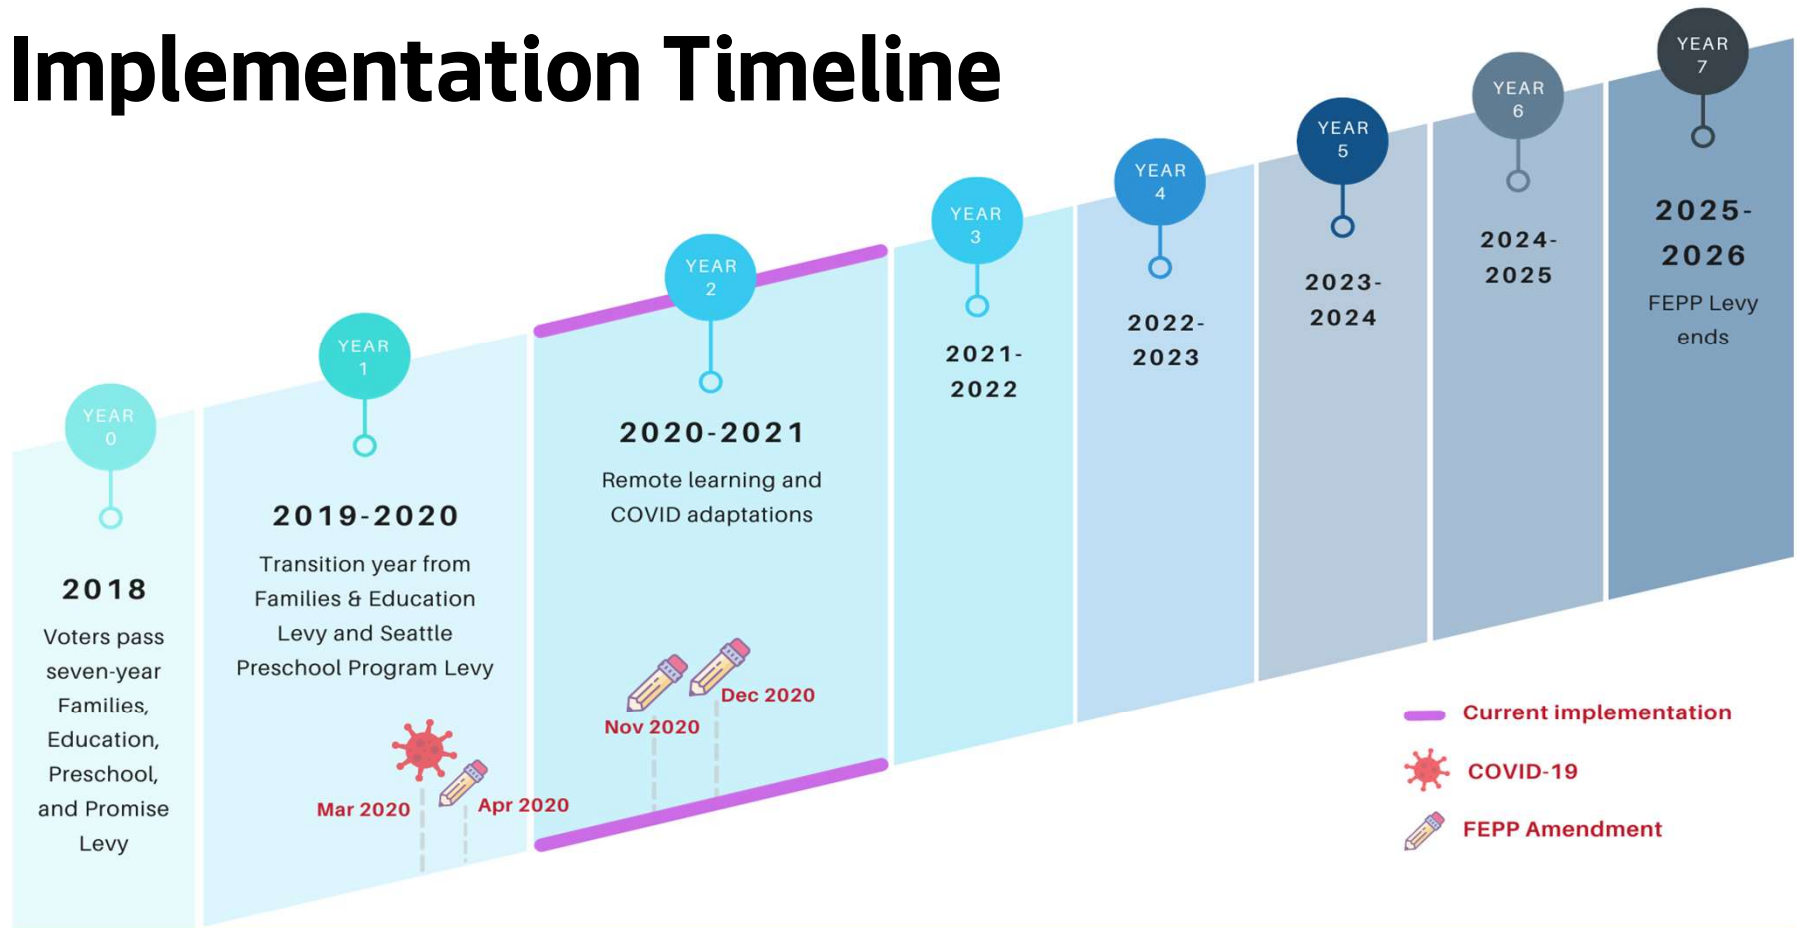 Implementation Timeline
YEAR
0
2018
Voters pass
seven-year
Families,
Education,
Preschool,
and Promise
Levy
YEAR
1
2019-2020
Transition year from
Families & Education
Levy and Seattle
Preschool Program Levy
Mar 2020
Apr 2020
YEAR
2
2020-2021
Remote learning and
COVID adaptations
Nov 2020
Dec 2020
YEAR
3
2021-
2022
YEAR
4
2022-
2023
YEAR
5
2023-
2024
YEAR
6
2024-
2025
YEAR
7
2025-
2026
FEPP Levy
ends
Current implementation
COVID-19
FEPP Amendment